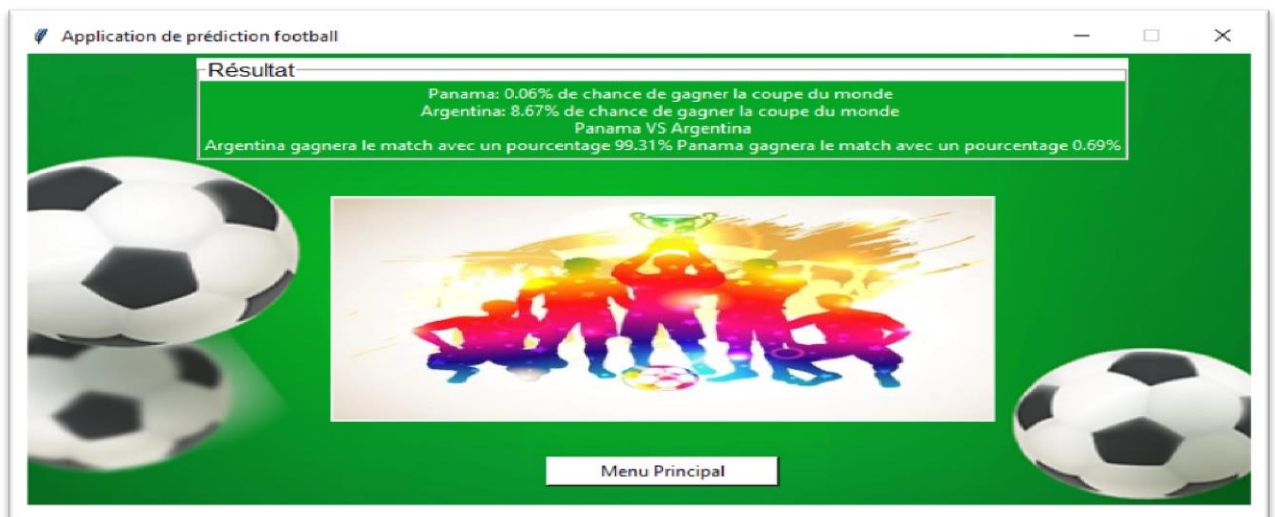 Application de prédiction football
Résultat
Panama: 0.06% de chance de gagner la coupe du monde
Argentina: 8.67% de chance de gagner la coupe du monde
Panama VS Argentina
Argentina gagnera le match avec un pourcentage 99.31% Panama gagnera le match avec un pourcentage 0.69%
Menu Principal